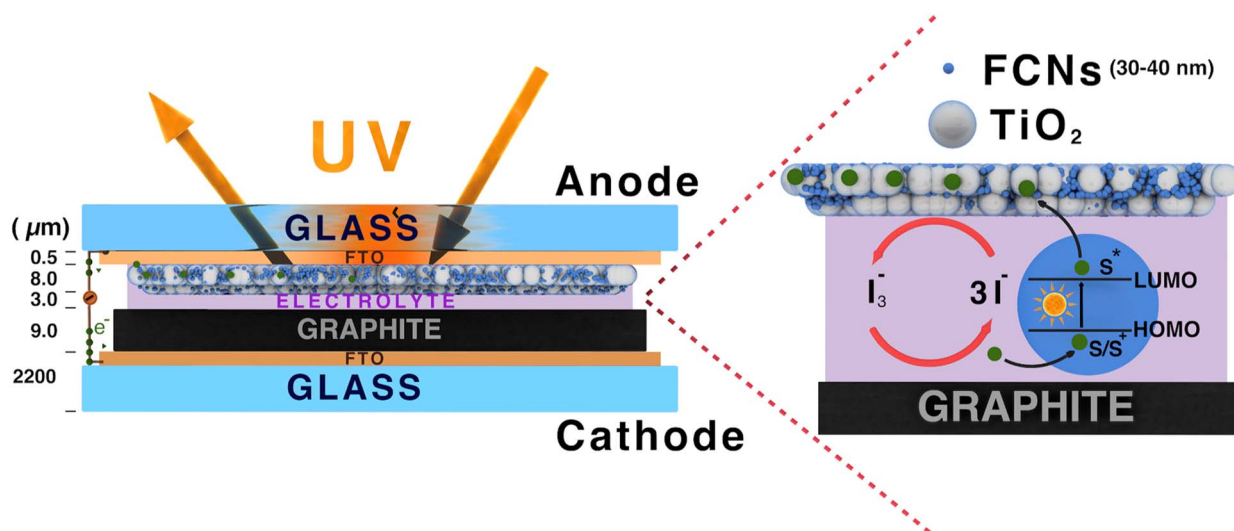 UV
Anode
(µm)
GLASS
0.5
FTO
8.0
3.0
ELECTROLYTE
e-
9.0
GRAPHITE
FTO
2200
GLASS
Cathode
FCNs (30-40 nm)
TiO₂
I₃⁻
3I⁻
S*
LUMO
HOMO
S/S⁺
GRAPHITE